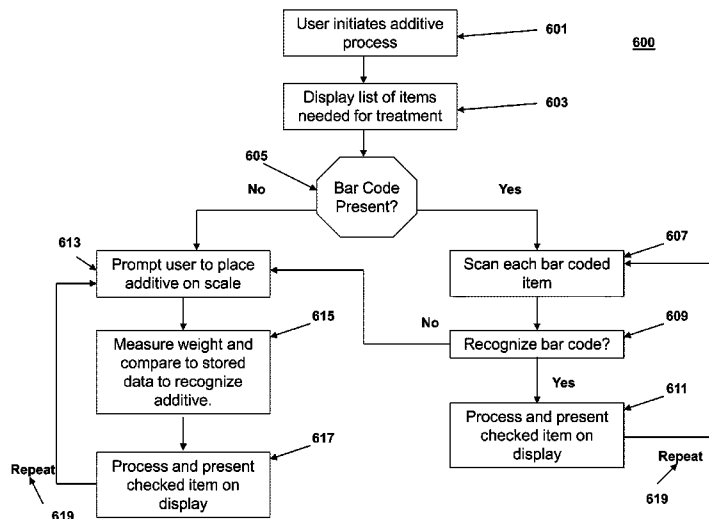 User initiates additive
process
601
600
Display list of items
needed for treatment
603
605
No
Bar Code
Present?
Yes
613
Prompt user to place
additive on scale
607
Scan each bar coded
item
615
Measure weight and
compare to stored
data to recognize
additive.
No
609
Recognize bar code?
Yes
611
Process and present
checked item on
display
617
Process and present
checked item on
display
Repeat
619
Repeat
619